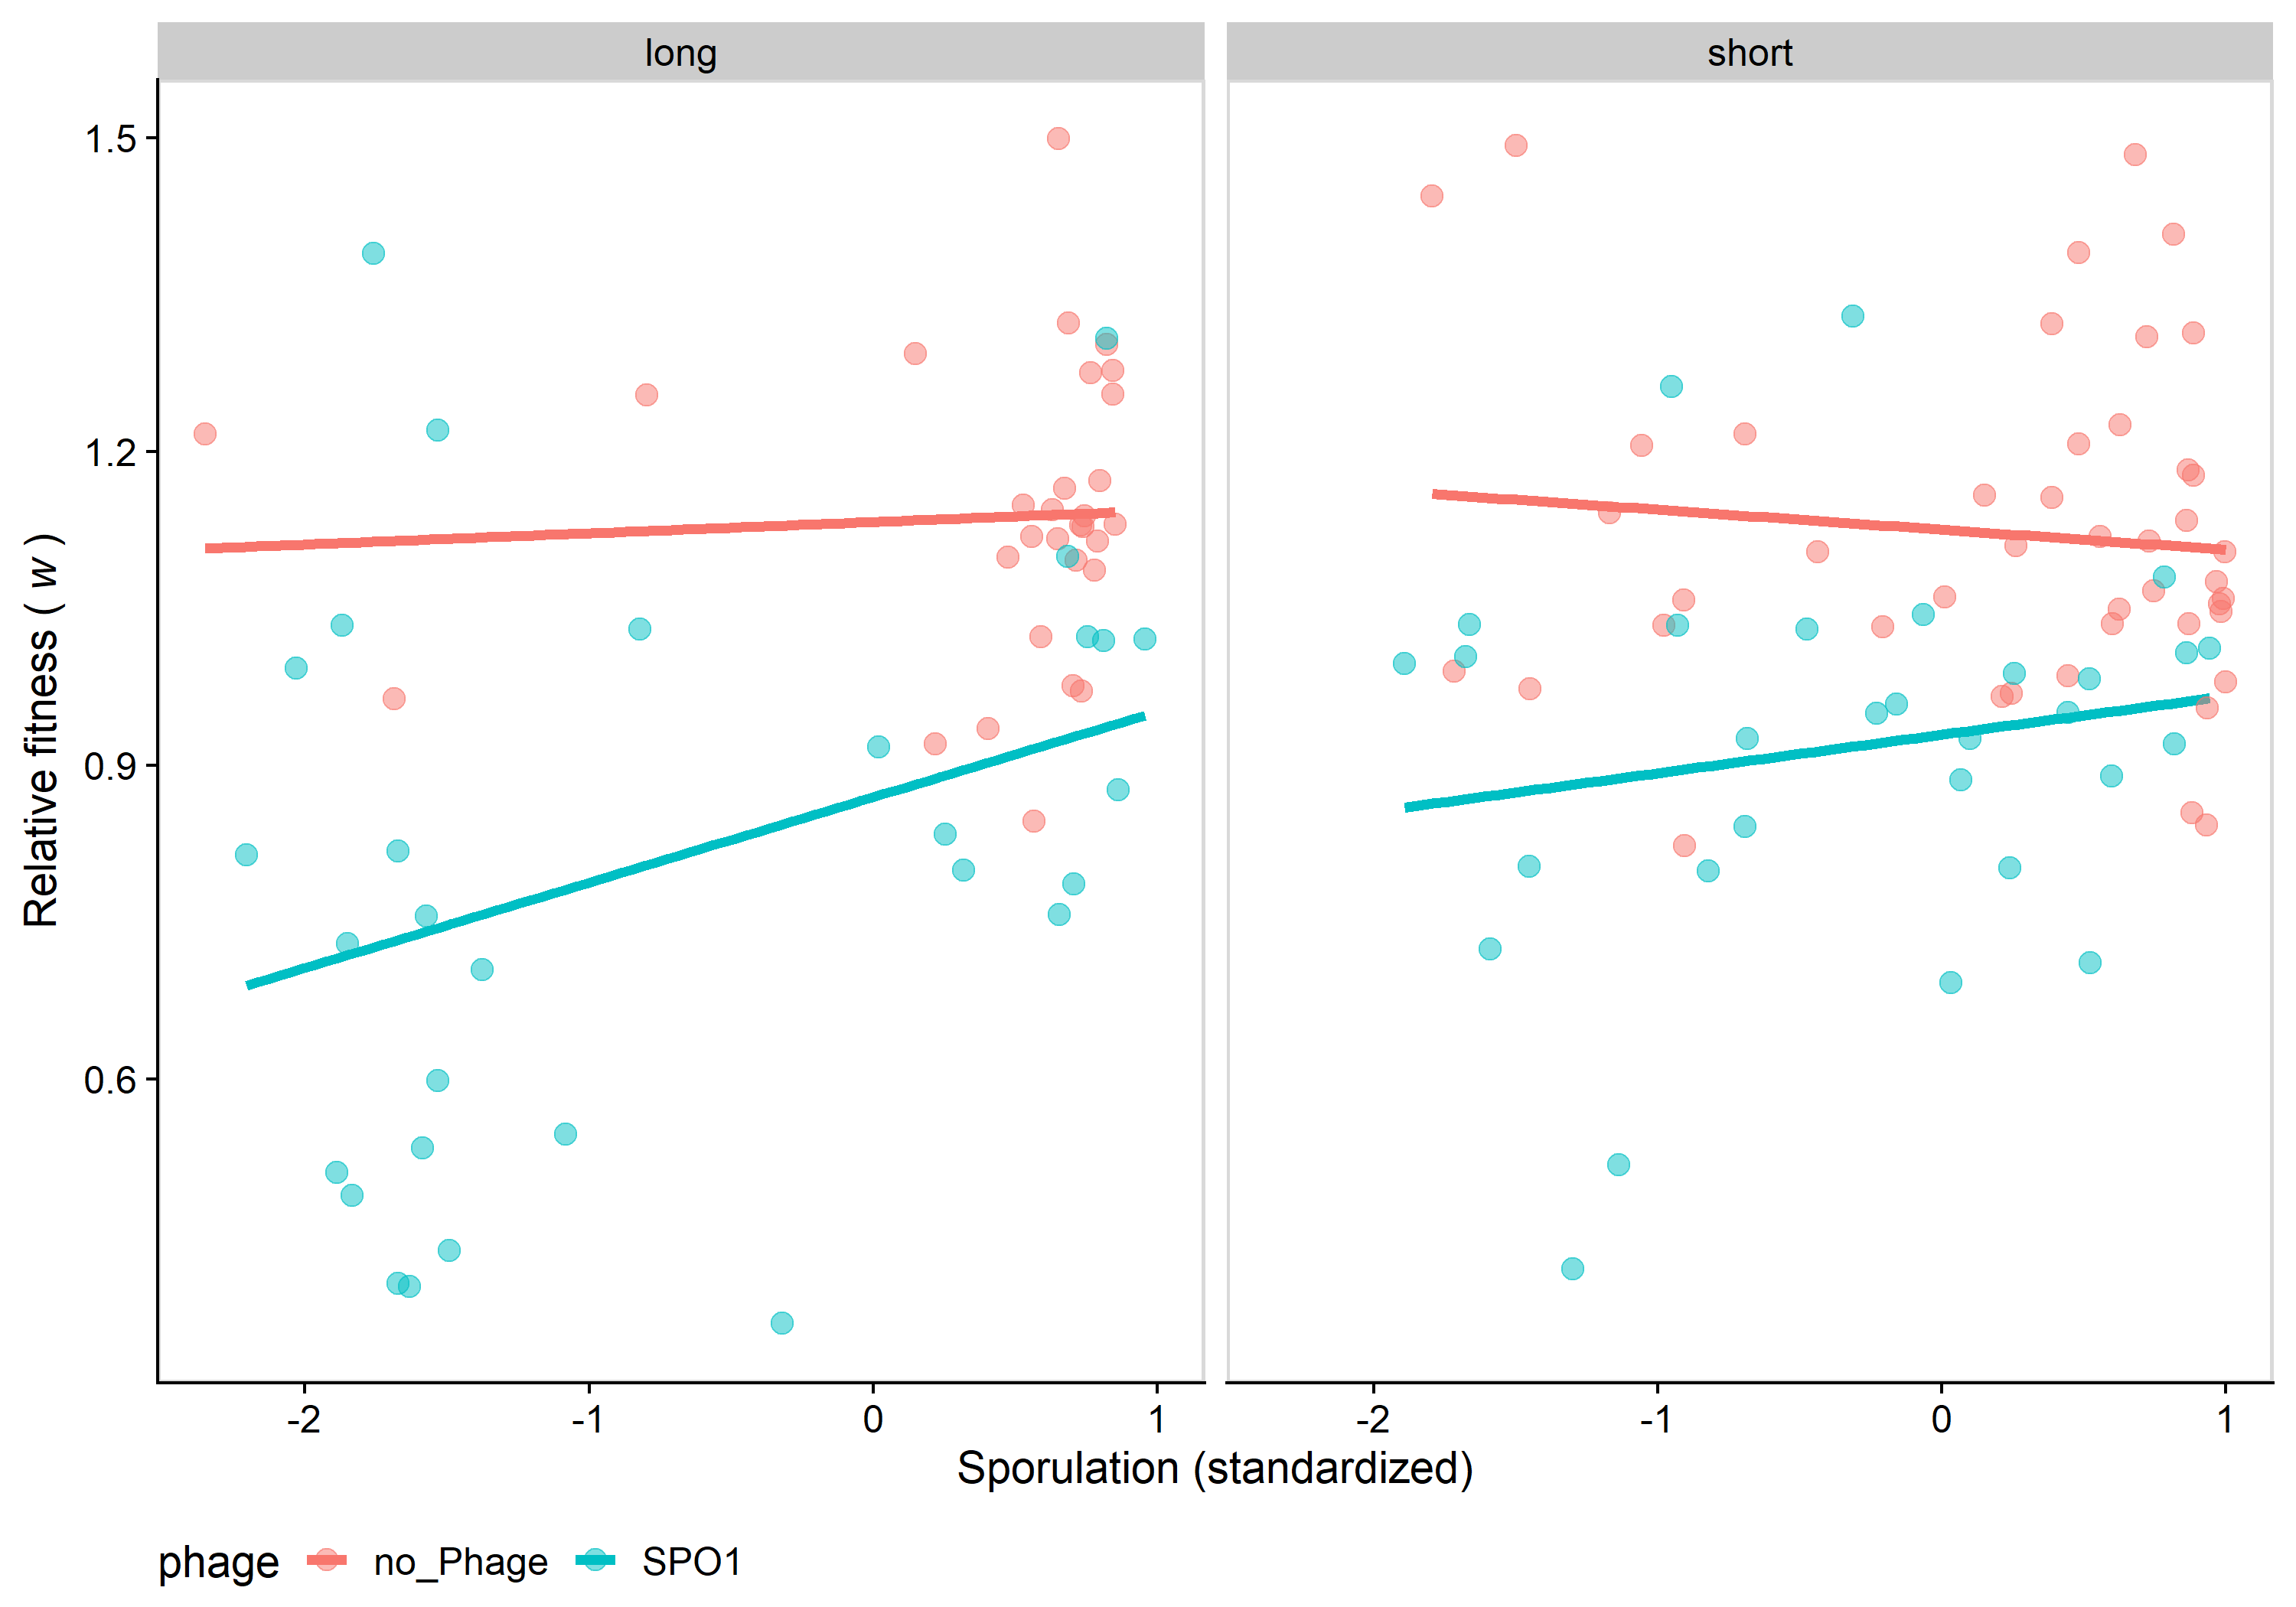 long
short
1.5
1.2
0.9
0.6
Relative fitness ( w )
-2 -1 0 1
-2 -1 0 1
Sporulation (standardized)
phage no_Phage SPO1